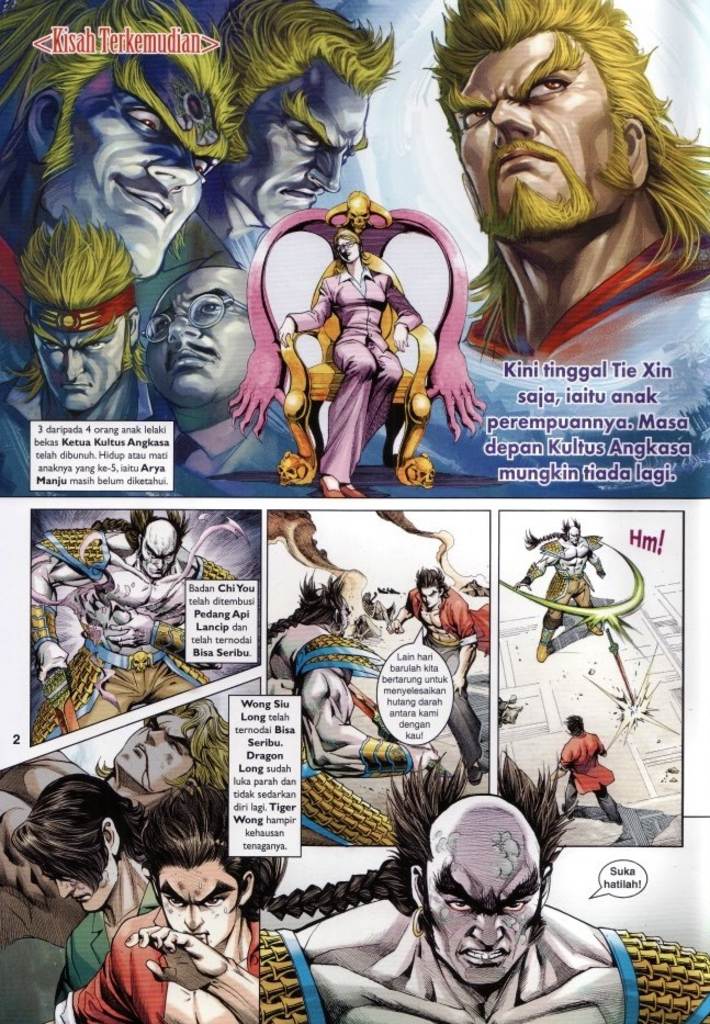 <Kisah Terkemudian>
3 daripada 4 orang anak lelaki
bekas Ketua Kultus Angkasa
telah dibunuh. Hidup atau mati
anaknya yang ke-5, iaitu Arya
Manju masih belum diketahui.
Kini tinggal Tie Xin
saja, iaitu anak
perempuannya. Masa
depan Kultus Angkasa
mungkin tiada lagi.
Badan Chi You
telah ditembusi
Pedang Api
Lancip dan
telah ternodai
Bisa Seribu.
Lain hari
barulah kita
bertarung untuk
menyelesaikan
hutang darah
antara kami
dengan
kau!
Hm!
Wong Siu
Long telah
ternodai Bisa
Seribu.
Dragon
Long sudah
luka parah dan
tidak sedarkan
diri lagi. Tiger
Wong hampir
kehausan
tenaganya.
Suka
hatilah!
2